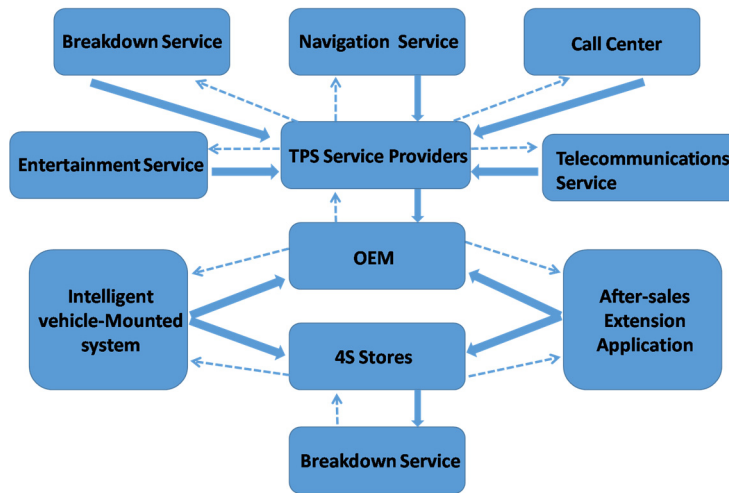 Breakdown Service
Navigation Service
Call Center
Entertainment Service
TPS Service Providers
Telecommunications
Service
OEM
Intelligent
vehicle-Mounted
system
After-sales
Extension
Application
4S Stores
Breakdown Service